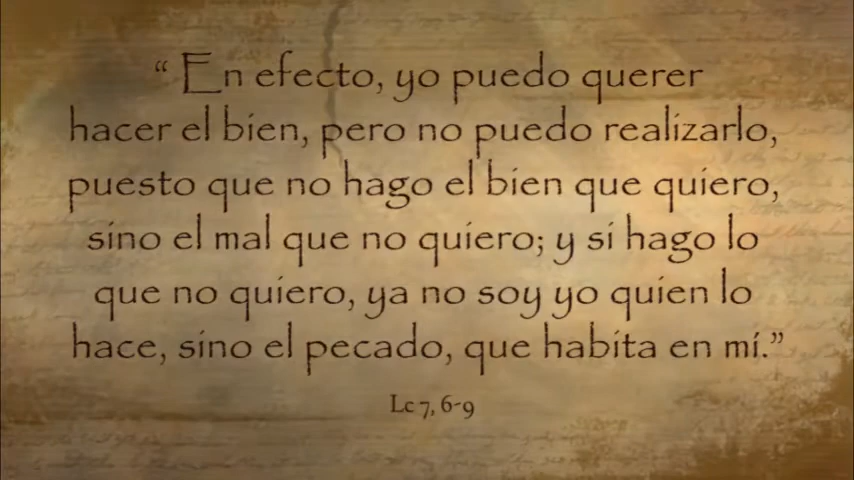 “ En efecto, yo puedo querer
hacer el bien, pero no puedo realizarlo,
puesto que no hago el bien que quiero,
sino el mal que no quiero; y si hago lo
que no quiero, ya no soy yo quien lo
hace, sino el pecado, que habita en mí.”
Lc 7, 6-9